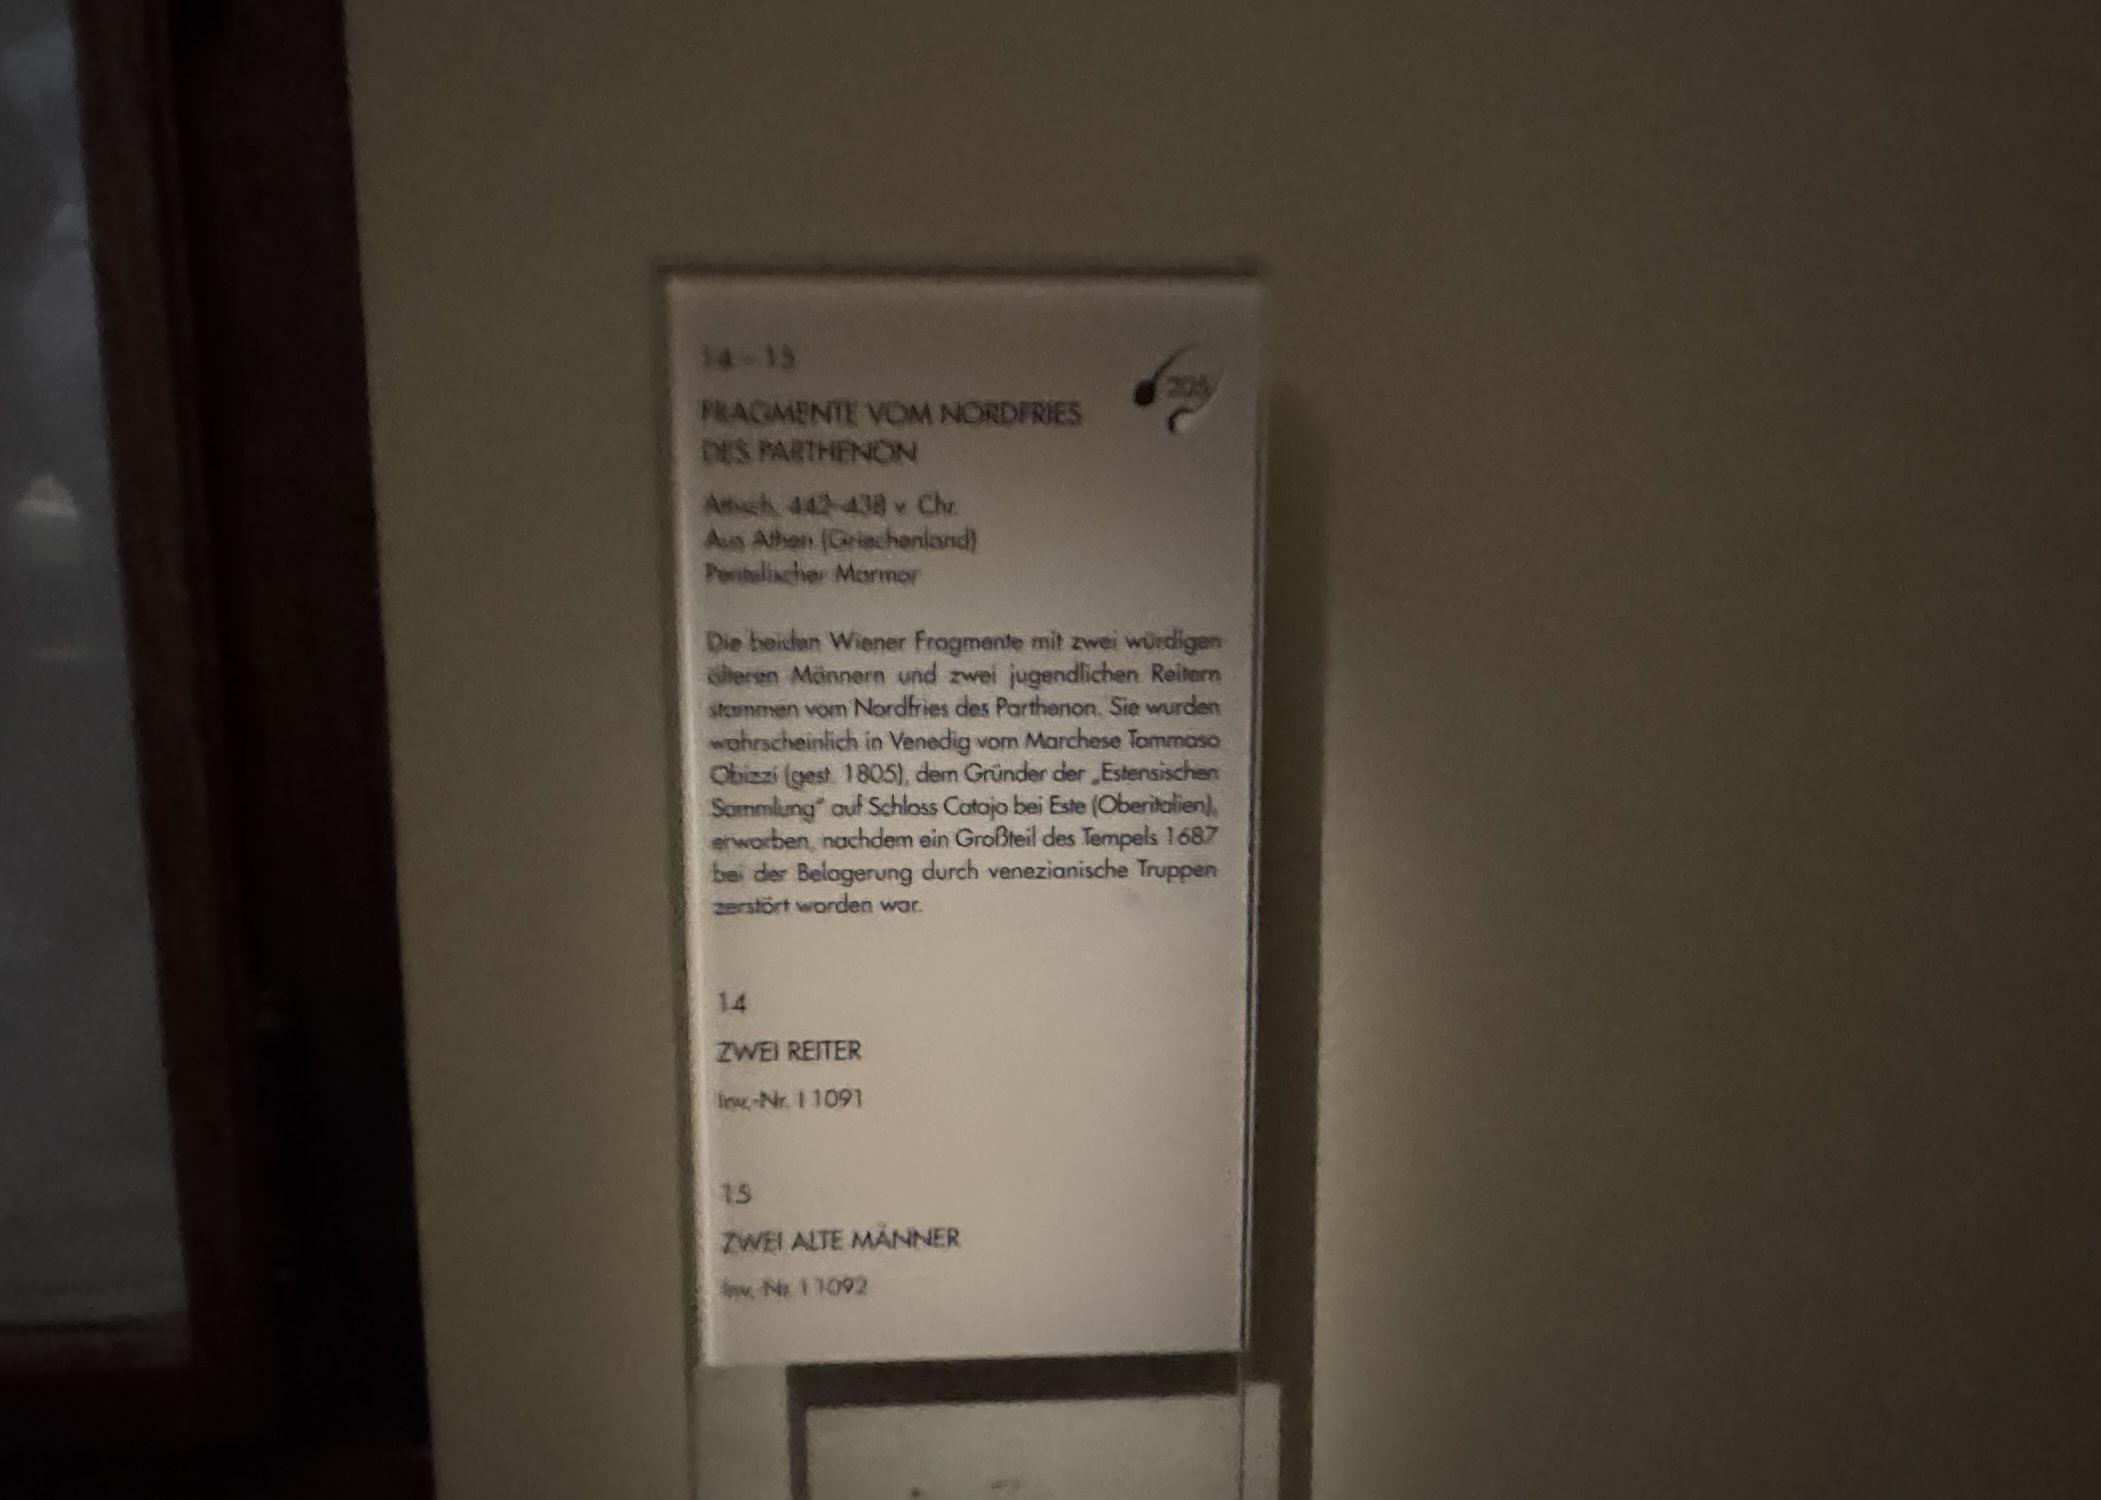 14 – 15
205
FRAGMENTE VOM NORDFRIES
DES PARTHENON
Attisch, 442–438 v. Chr.
Aus Athen (Griechenland)
Pentelischer Marmor
Die beiden Wiener Fragmente mit zwei würdigen
älteren Männern und zwei jugendlichen Reitern
stammen vom Nordfries des Parthenon. Sie wurden
wahrscheinlich in Venedig vom Marchese Tommaso
Obizzi (gest. 1805), dem Gründer der „Estensischen
Sammlung“ auf Schloss Catajo bei Este (Oberitalien),
erworben, nachdem ein Großteil des Tempels 1687
bei der Belagerung durch venezianische Truppen
zerstört worden war.
14
ZWEI REITER
Inv.-Nr. I 1091
15
ZWEI ALTE MÄNNER
Inv.-Nr. I 1092